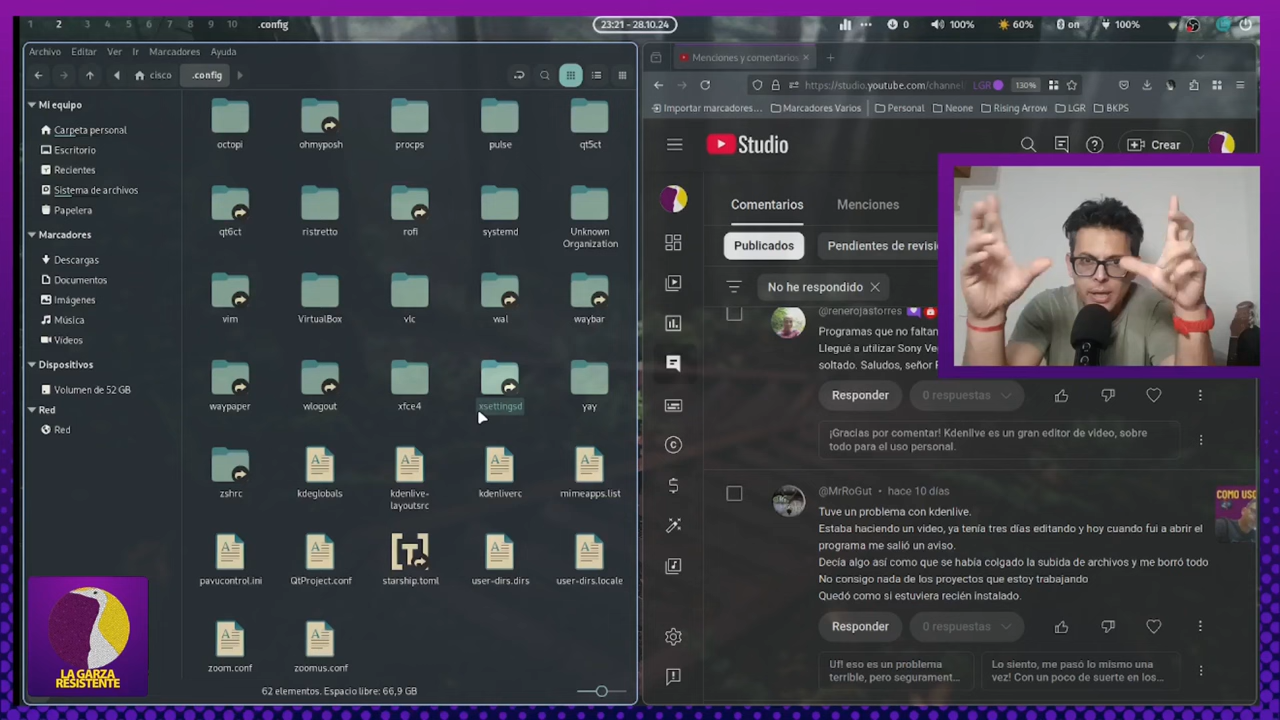 1 2 3 4 5 6 7 8 9 10 .config
23:21 - 28.10.24
0 100% 60% on 100%
Archivo Editar Ver Ir Marcadores Ayuda
cisco .config
Mi equipo
Carpeta personal
Escritorio
Recientes
Sistema de archivos
Papelera
Marcadores
Descargas
Documentos
Imágenes
Música
Vídeos
Dispositivos
Volumen de 52 GB
Red
Red
octopi ohmyposh procps pulse qt5ct
qt6ct ristretto rofi systemd Unknown Organization
vim VirtualBox vlc wal waybar
waypaper wlogout xfce4 xsettingsd yay
zshrc kdeglobals kdenlive-layoutsrc kdenliverc mimeapps.list
pavucontrol.ini QtProject.conf starship.toml user-dirs.dirs user-dirs.locale
zoom.conf zoomus.conf
62 elementos. Espacio libre: 66,9 GB
LA GARZA
RESISTENTE
Menciones y comentarios
https://studio.youtube.com/channel LGR 130%
Importar marcadores... Marcadores Varios Personal Neone Rising Arrow LGR BKPS
Studio
Crear
Comentarios Menciones
Publicados Pendientes de revisi
No he respondido
@renerojastorres
Programas que no faltan
Llegué a utilizar Sony Ve
soltado. Saludos, señor
Responder 0 respuestas
¡Gracias por comentar! Kdenlive es un gran editor de video, sobre
todo para el uso personal.
@MrRoGut • hace 10 días
Tuve un problema con kdenlive.
Estaba haciendo un video, ya tenía tres días editando y hoy cuando fui a abrir el
programa me salió un aviso.
Decía algo así como que se había colgado la subida de archivos y me borró todo
No consigo nada de los proyectos que estoy trabajando
Quedó como si estuviera recién instalado.
COMO USO
Responder 0 respuestas
Uf! eso es un problema
terrible, pero segurament...
Lo siento, me pasó lo mismo una
vez! Con un poco de suerte en los...